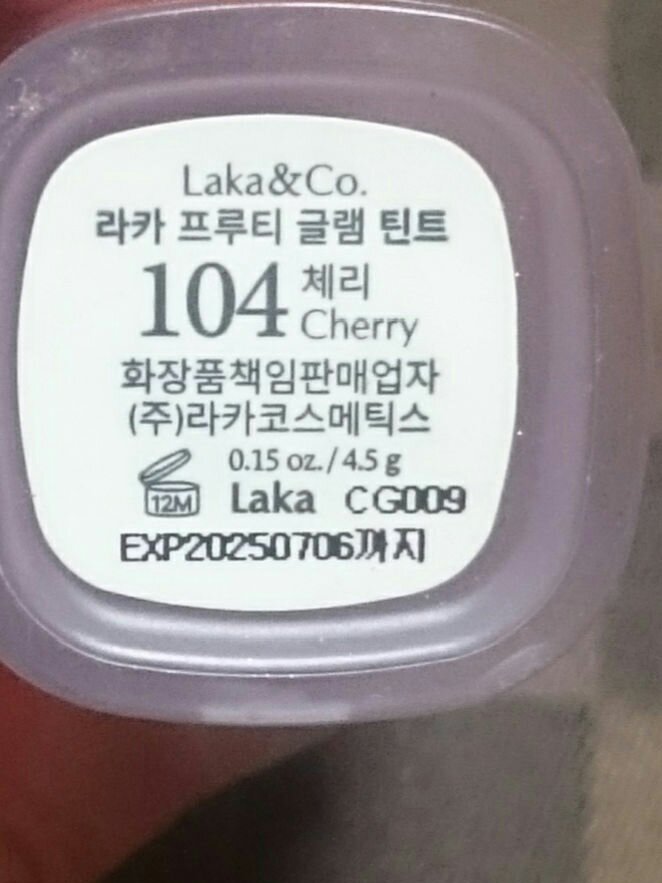 Laka&Co.
라카 프루티 글램 틴트
104 체리
Cherry
화장품책임판매업자
(주)라카코스메틱스
0.15 oz. / 4.5 g
12M Laka CG009
EXP20250706까지